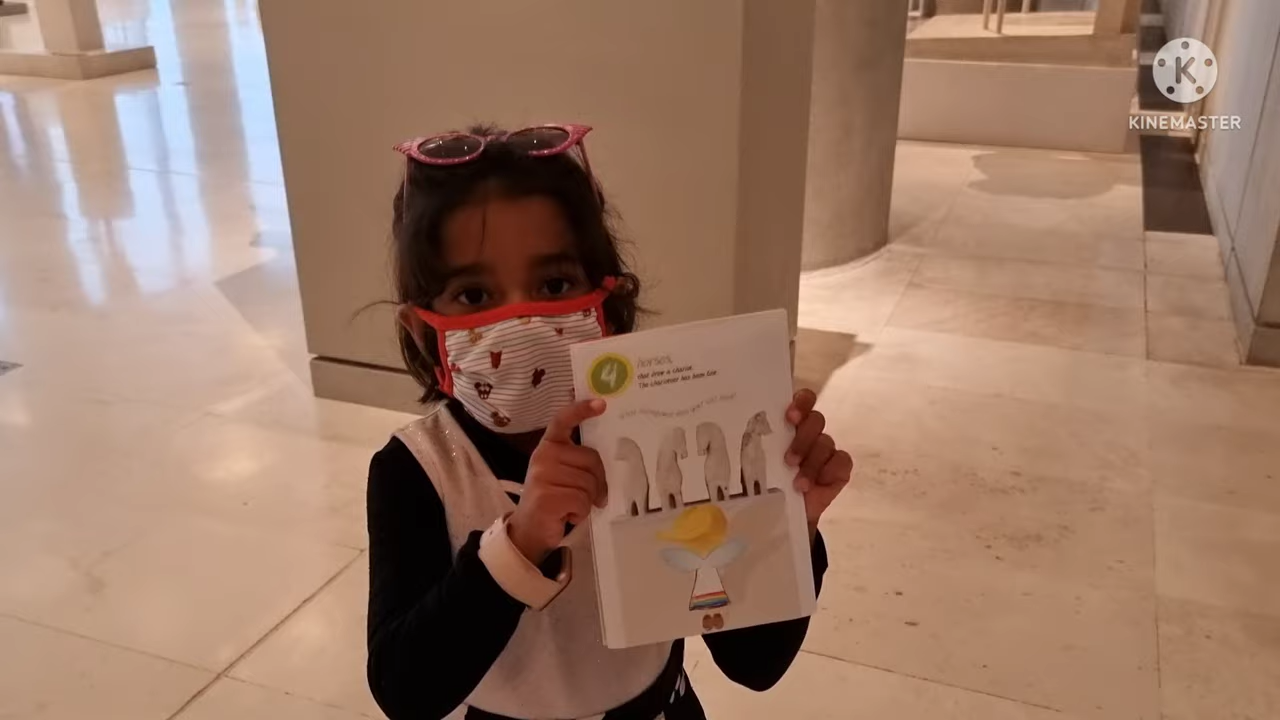 K
KINEMASTER
4
horses,
that drew a chariot.
The charioteer has been lost